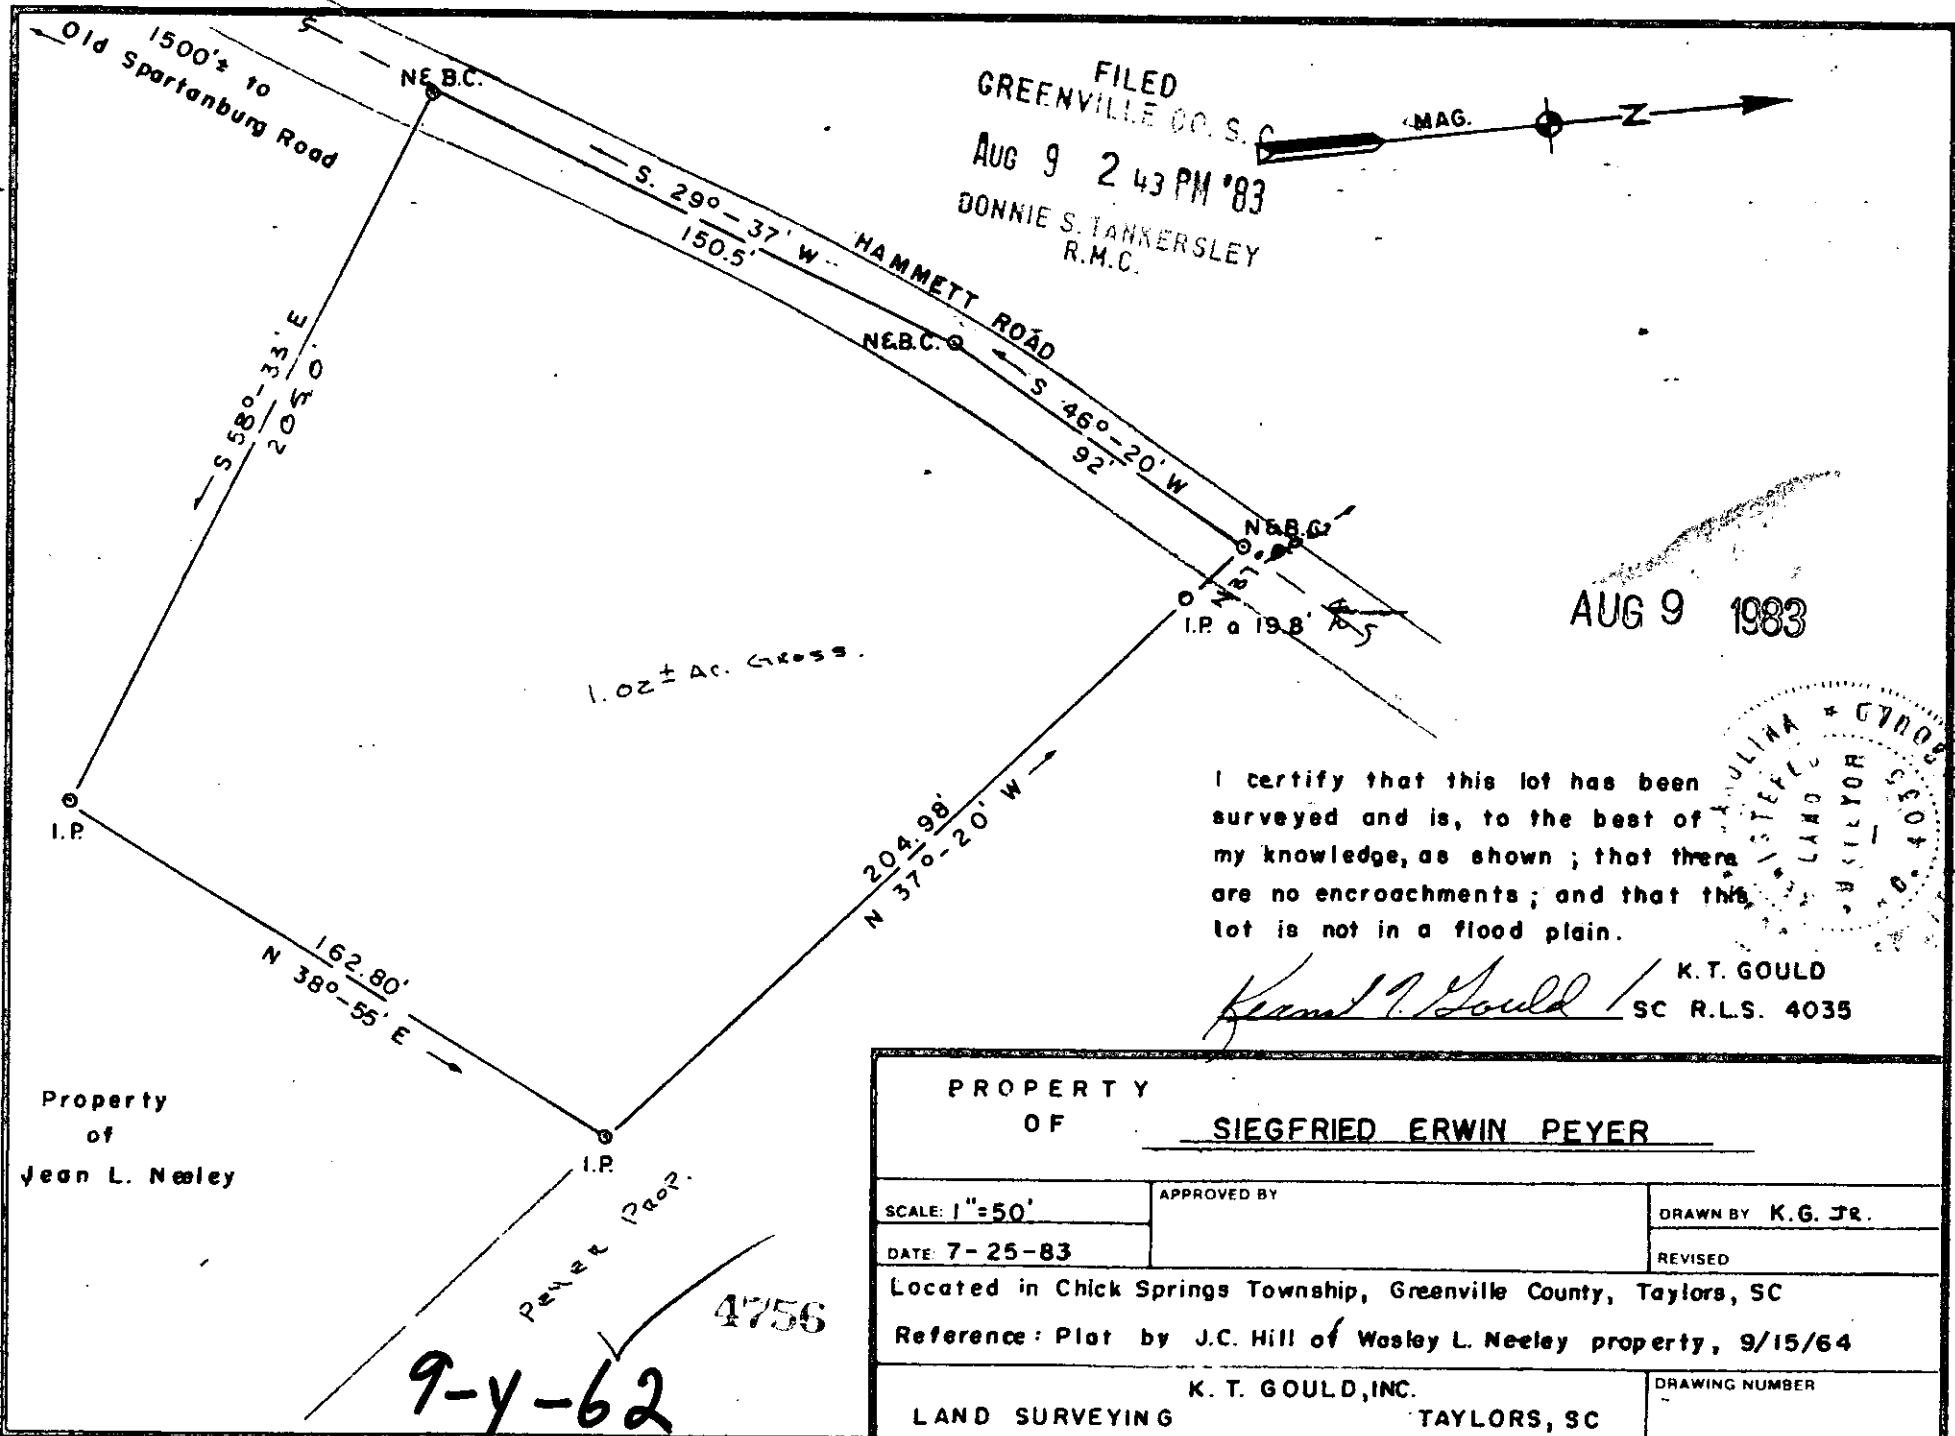 1500'± to
Old Spartanburg Road
N&B.C.
S. 29°-37' W
150.5'
HAMMETT ROAD
N&B.C.
S 46°-20' W
92'
N&B.C.
I.P. a 19.8'
FILED
GREENVILLE CO. S. C.
AUG 9 2 43 PM '83
DONNIE S. TANKERSLEY
R.M.C.
MAG.
N
S 58°-33' E
205.0'
1.02± Ac. GROSS.
AUG 9 1983
I.P.
162.80'
N 38°-55' E
204.98'
N 37°-20' W
I.P.
Property
of
Jean L. Neeley
PEYER PROP.
4756
9-Y-62
I certify that this lot has been
surveyed and is, to the best of
my knowledge, as shown ; that there
are no encroachments ; and that this
lot is not in a flood plain.
K.T. GOULD
SC R.L.S. 4035
PROPERTY
OF SIEGFRIED ERWIN PEYER
SCALE: 1"=50'
APPROVED BY
DRAWN BY K.G. JR.
DATE: 7-25-83
REVISED
Located in Chick Springs Township, Greenville County, Taylors, SC
Reference: Plat by J.C. Hill of Wesley L. Neeley property, 9/15/64
K. T. GOULD, INC.
LAND SURVEYING TAYLORS, SC
DRAWING NUMBER